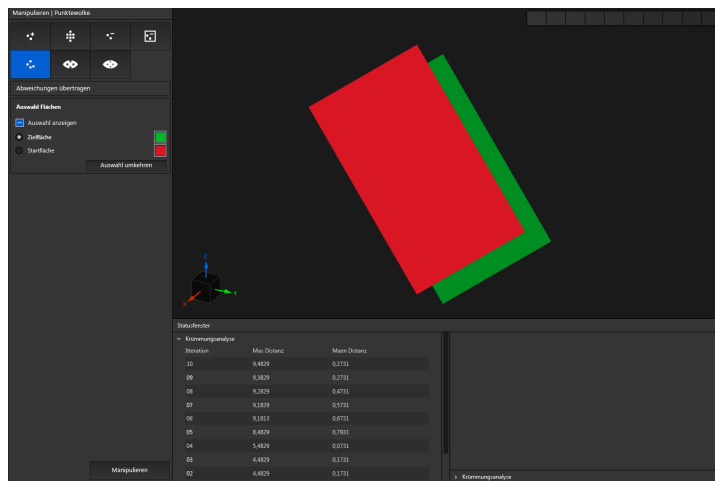 Manipulieren | Punktewolke
Abweichungen übertragen
Auswahl Flächen
Auswahl anzeigen
Zielfläche
Startfläche
Auswahl umkehren
Z
Y
X
Statusfenster
Krümmungsanalyse
Itteration Max Distanz Maen Distanz
10 9,4829 0,2731
09 9,3829 0,2731
08 9,2829 0,4731
07 9,1829 0,5731
06 9,1813 0,6731
05 8,4829 0,7931
04 5,4829 0,0731
03 4,4829 0,1731
02 4,4829 0,1731
Manipulieren
Krümmungsanalyse